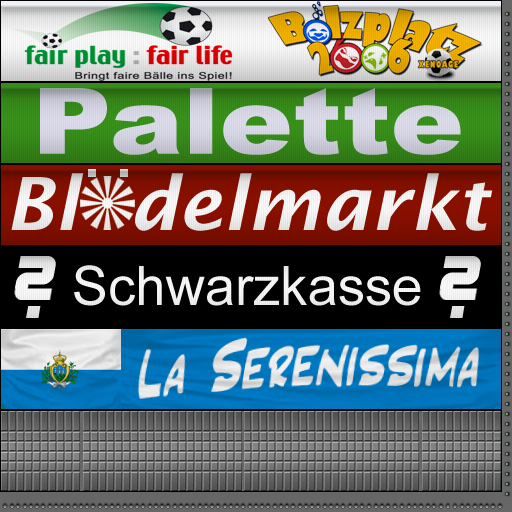 fair play : fair life
Bringt faire Bälle ins Spiel!
Bolzplatz
2006
XENOAGE
Palette
Blödelmarkt
? Schwarzkasse ?
La Serenissima